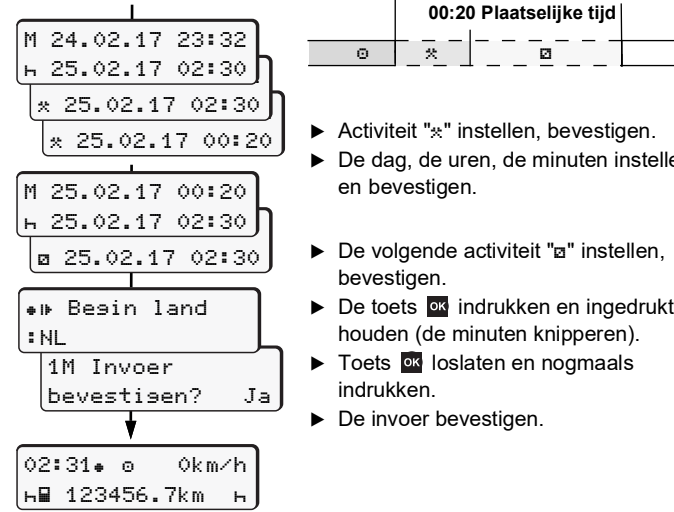 M 24.02.17 23:32
h 25.02.17 02:30
25.02.17 02:30
25.02.17 00:20
M 25.02.17 00:20
h 25.02.17 02:30
25.02.17 02:30
Begin land
:NL
1M Invoer
bevestigen? Ja
02:31 0km/h
123456.7km h
00:20 Plaatselijke tijd
► Activiteit "⚒" instellen, bevestigen.
► De dag, de uren, de minuten instelle
en bevestigen.
► De volgende activiteit "⍁" instellen,
bevestigen.
► De toets OK indrukken en ingedrukt
houden (de minuten knipperen).
► Toets OK loslaten en nogmaals
indrukken.
► De invoer bevestigen.